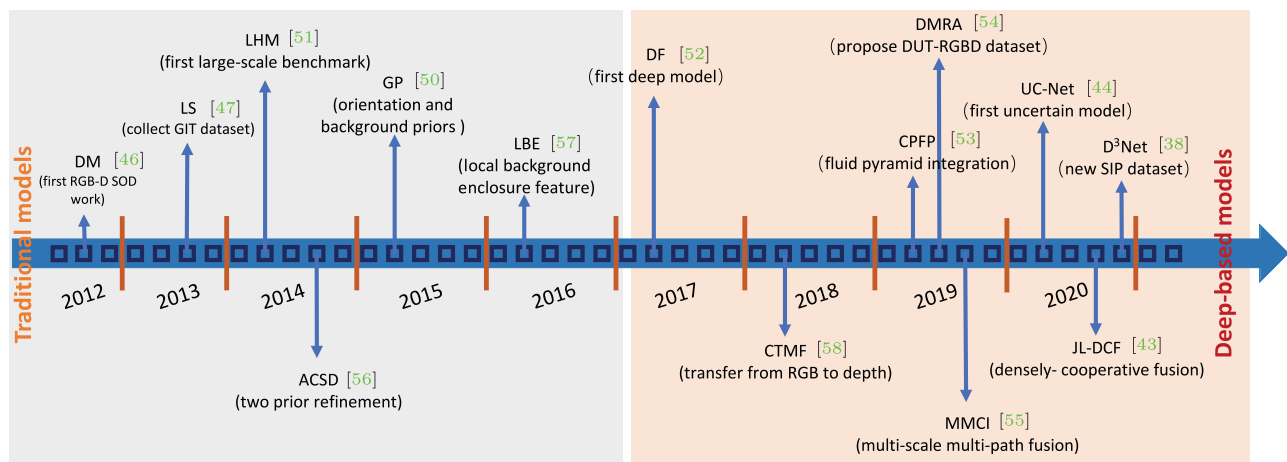 Traditional models
DM [46]
(first RGB-D SOD
work)
LS [47]
(collect GIT dataset)
LHM [51]
(first large-scale benchmark)
GP [50]
(orientation and
background priors )
LBE [57]
(local background
enclosure feature)
DF [52]
(first deep model)
DMRA [54]
(propose DUT-RGBD dataset)
CPFP [53]
(fluid pyramid integration)
UC-Net [44]
(first uncertain model)
D³Net [38]
(new SIP dataset)
2012
2013
2014
2015
2016
2017
2018
2019
2020
ACSD [56]
(two prior refinement)
CTMF [58]
(transfer from RGB to depth)
MMCI [55]
(multi-scale multi-path fusion)
JL-DCF [43]
(densely- cooperative fusion)
Deep-based models